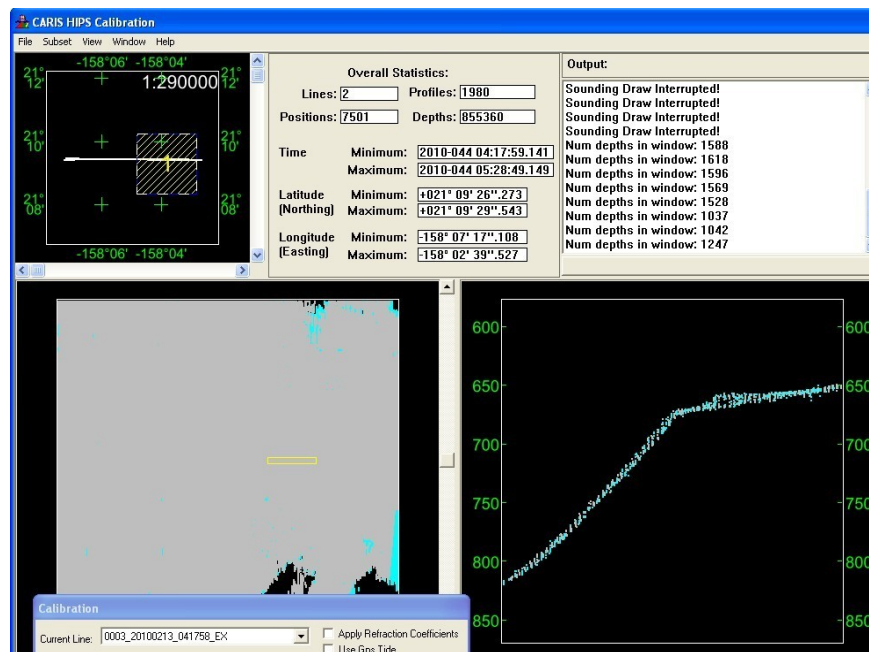 CARIS HIPS Calibration
File Subset View Window Help
-158°06' -158°04'
21° 12' 1:290000 21° 12'
21° 10' 21° 10'
1
21° 08' 21° 08'
-158°06' -158°04'
Overall Statistics:
Lines: 2 Profiles: 1980
Positions: 7501 Depths: 855360
Time Minimum: 2010-044 04:17:59.141
Maximum: 2010-044 05:28:49.149
Latitude Minimum: +021° 09' 26".273
(Northing) Maximum: +021° 09' 29".543
Longitude Minimum: -158° 07' 17".108
(Easting) Maximum: -158° 02' 39".527
Output:
Sounding Draw Interrupted!
Sounding Draw Interrupted!
Sounding Draw Interrupted!
Sounding Draw Interrupted!
Num depths in window: 1588
Num depths in window: 1618
Num depths in window: 1596
Num depths in window: 1569
Num depths in window: 1528
Num depths in window: 1037
Num depths in window: 1042
Num depths in window: 1247
600 600
650 650
700 700
750 750
800 800
850 850
Calibration
Current Line: 0003_20100213_041758_EX Apply Refraction Coefficients
Use Gps Tide